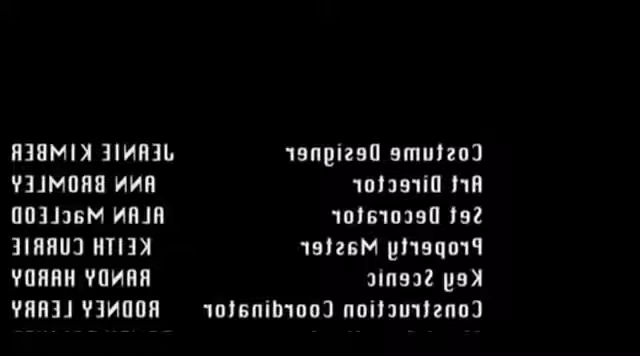 Costume Designer JEANIE KIMBER
Art Director ANN BROMLEY
Set Decorator ALAN MacLEOD
Property Master KEITH CURRIE
Key Scenic RANDY HARDY
Construction Coordinator RODNEY LEARY